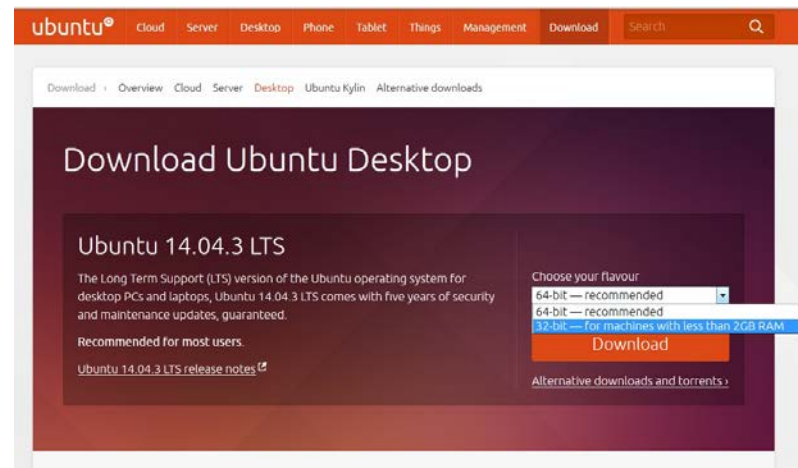 ubuntu® Cloud Server Desktop Phone Tablet Things Management Download Search
Download › Overview Cloud Server Desktop Ubuntu Kylin Alternative downloads
Download Ubuntu Desktop
Ubuntu 14.04.3 LTS
The Long Term Support (LTS) version of the Ubuntu operating system for
desktop PCs and laptops, Ubuntu 14.04.3 LTS comes with five years of security
and maintenance updates, guaranteed.
Recommended for most users.
Ubuntu 14.04.3 LTS release notes
Choose your flavour
64-bit — recommended
64-bit — recommended
32-bit — for machines with less than 2GB RAM
Download
Alternative downloads and torrents ›